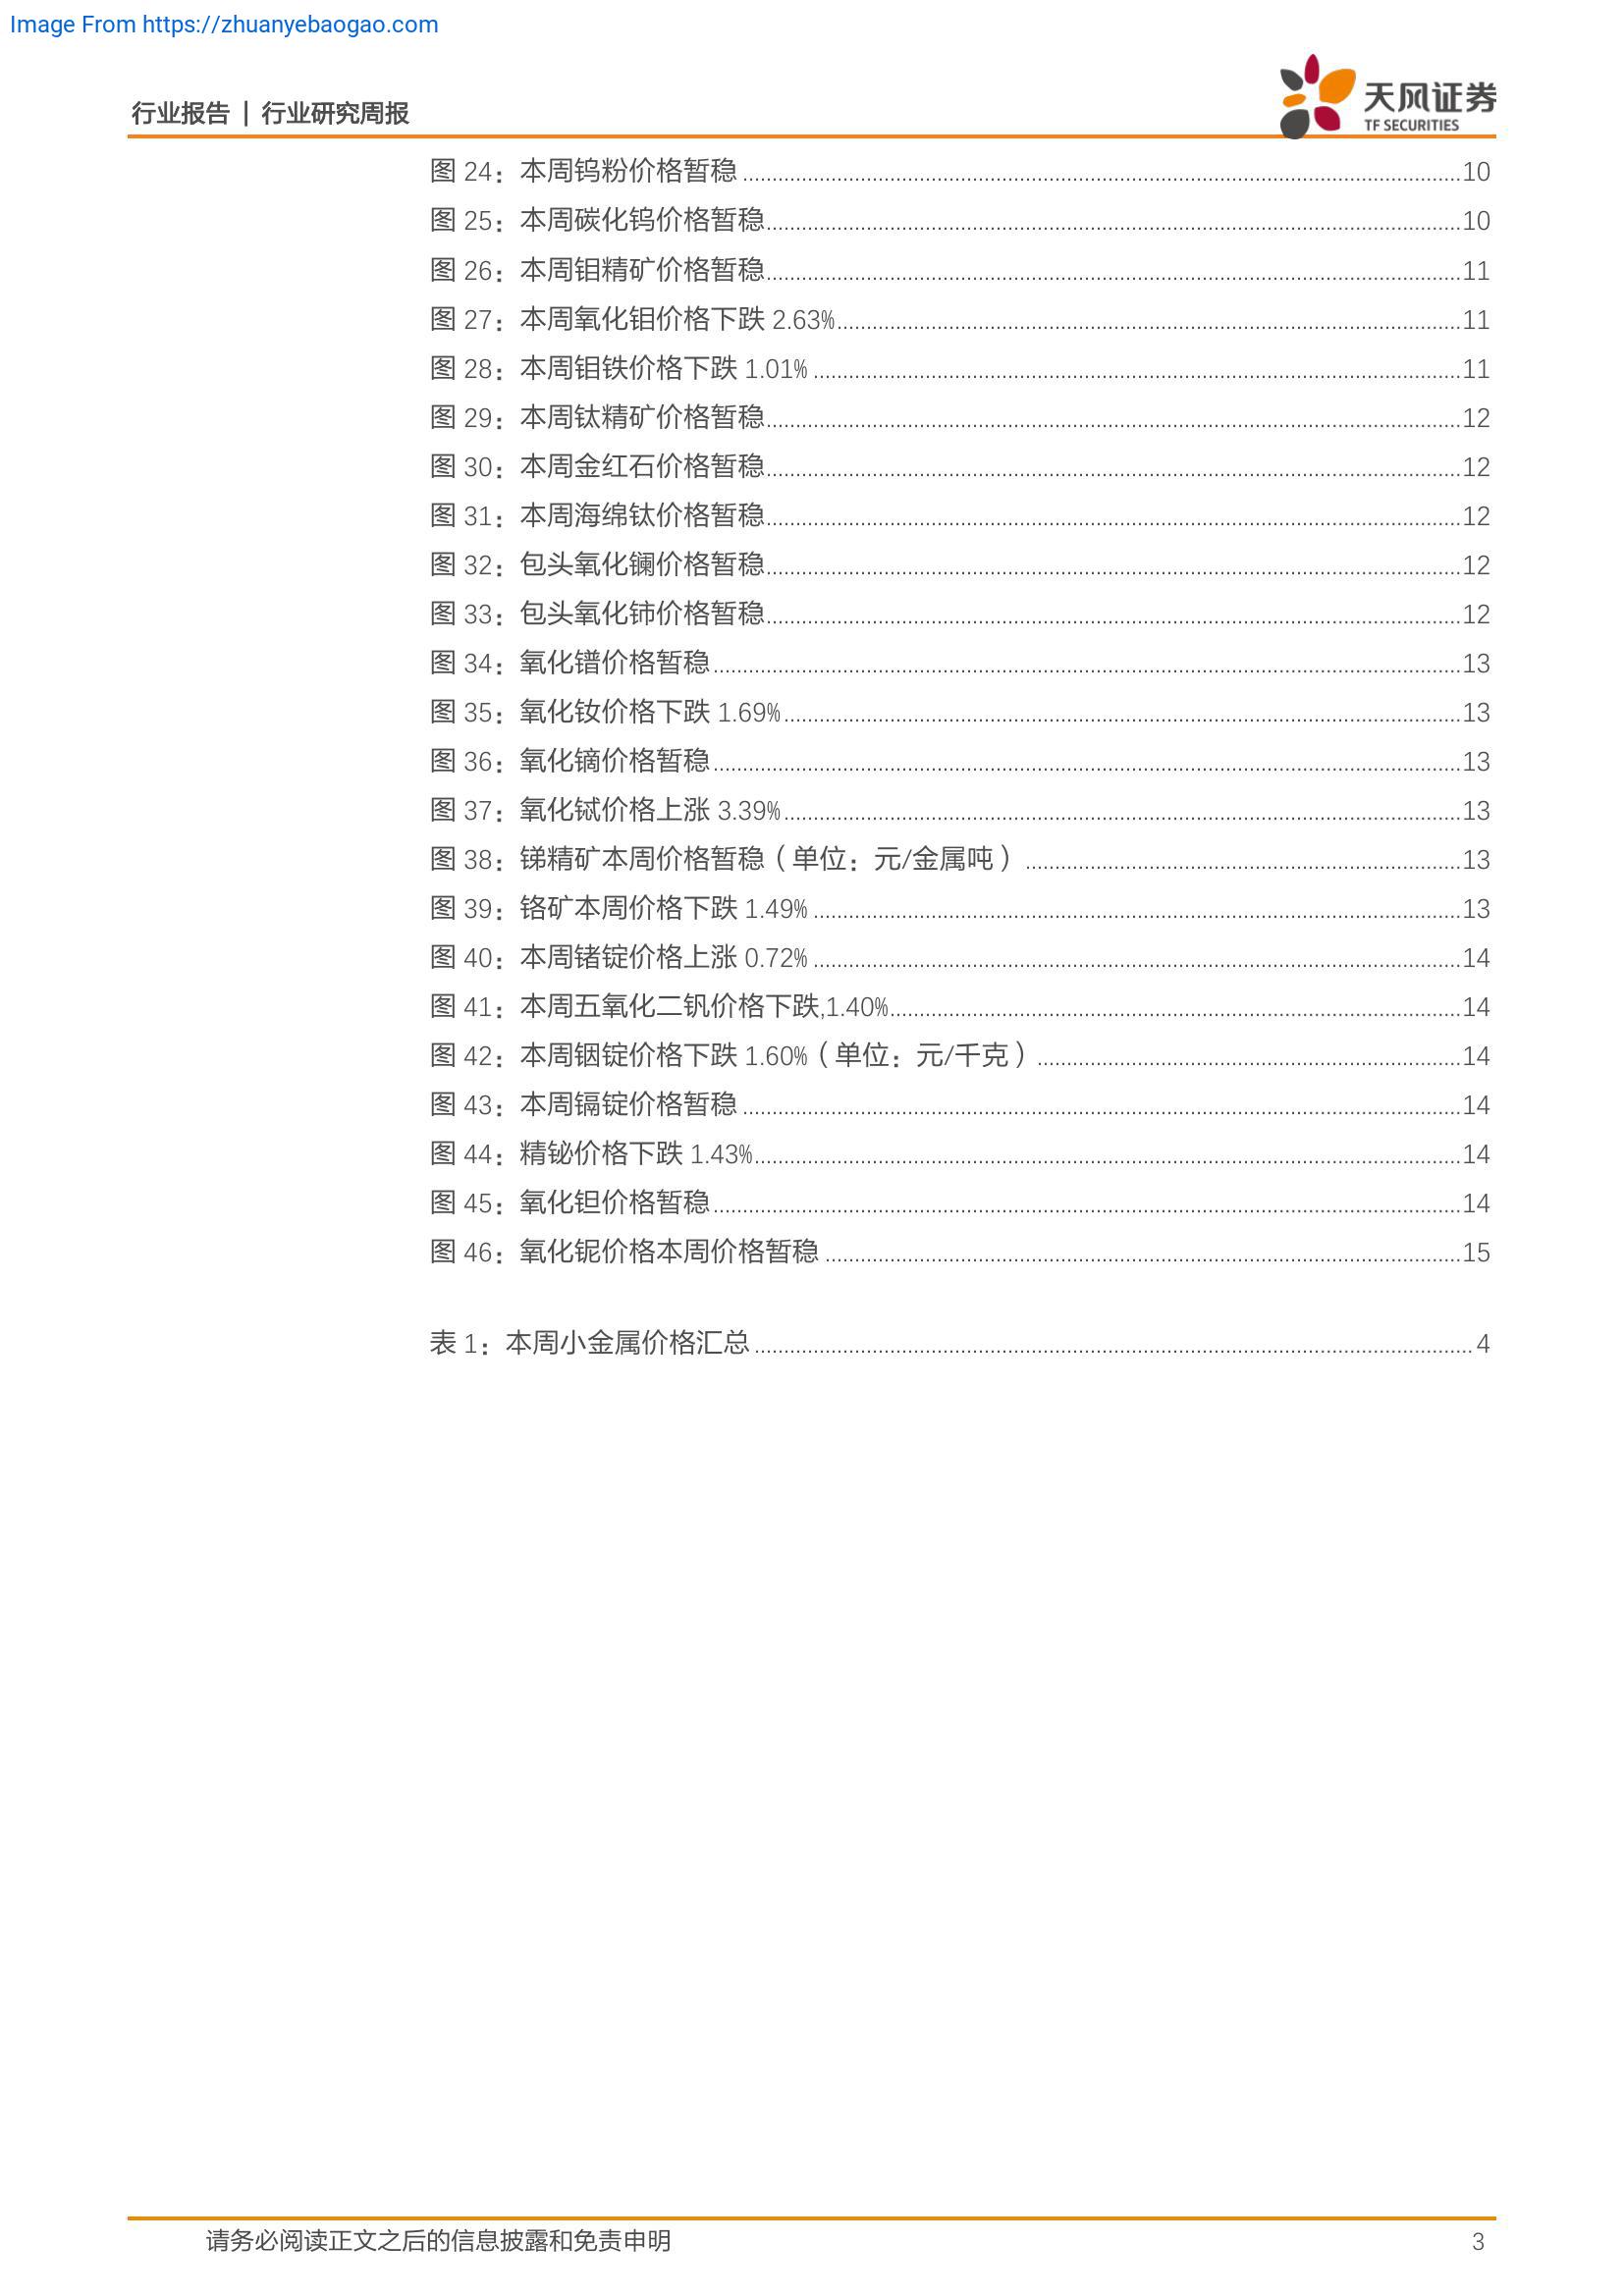 Image From https://zhuanyebaogao.com
行业报告 | 行业研究周报
天风证券
TF SECURITIES
图 24：本周钨粉价格暂稳 10
图 25：本周碳化钨价格暂稳 10
图 26：本周钼精矿价格暂稳 11
图 27：本周氧化钼价格下跌 2.63% 11
图 28：本周钼铁价格下跌 1.01% 11
图 29：本周钛精矿价格暂稳 12
图 30：本周金红石价格暂稳 12
图 31：本周海绵钛价格暂稳 12
图 32：包头氧化镧价格暂稳 12
图 33：包头氧化铈价格暂稳 12
图 34：氧化镨价格暂稳 13
图 35：氧化钕价格下跌 1.69% 13
图 36：氧化镝价格暂稳 13
图 37：氧化铽价格上涨 3.39% 13
图 38：锑精矿本周价格暂稳（单位：元/金属吨） 13
图 39：铬矿本周价格下跌 1.49% 13
图 40：本周锗锭价格上涨 0.72% 14
图 41：本周五氧化二钒价格下跌,1.40% 14
图 42：本周铟锭价格下跌 1.60%（单位：元/千克） 14
图 43：本周镉锭价格暂稳 14
图 44：精铋价格下跌 1.43% 14
图 45：氧化钽价格暂稳 14
图 46：氧化铌价格本周价格暂稳 15
表 1：本周小金属价格汇总 4
请务必阅读正文之后的信息披露和免责申明 3